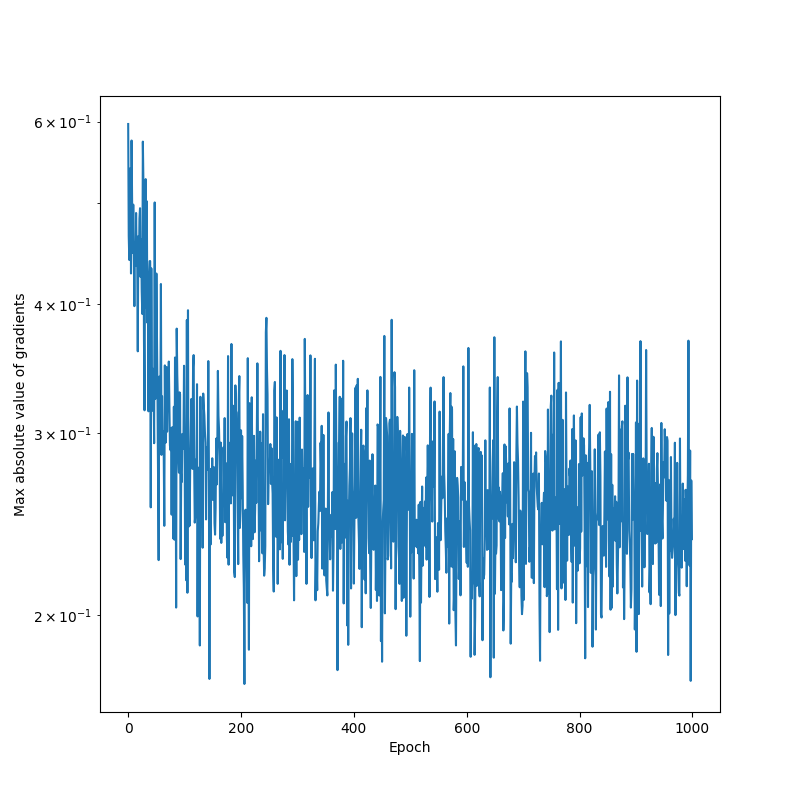 6 × 10⁻¹
4 × 10⁻¹
3 × 10⁻¹
2 × 10⁻¹
Max absolute value of gradients
0 200 400 600 800 1000
Epoch